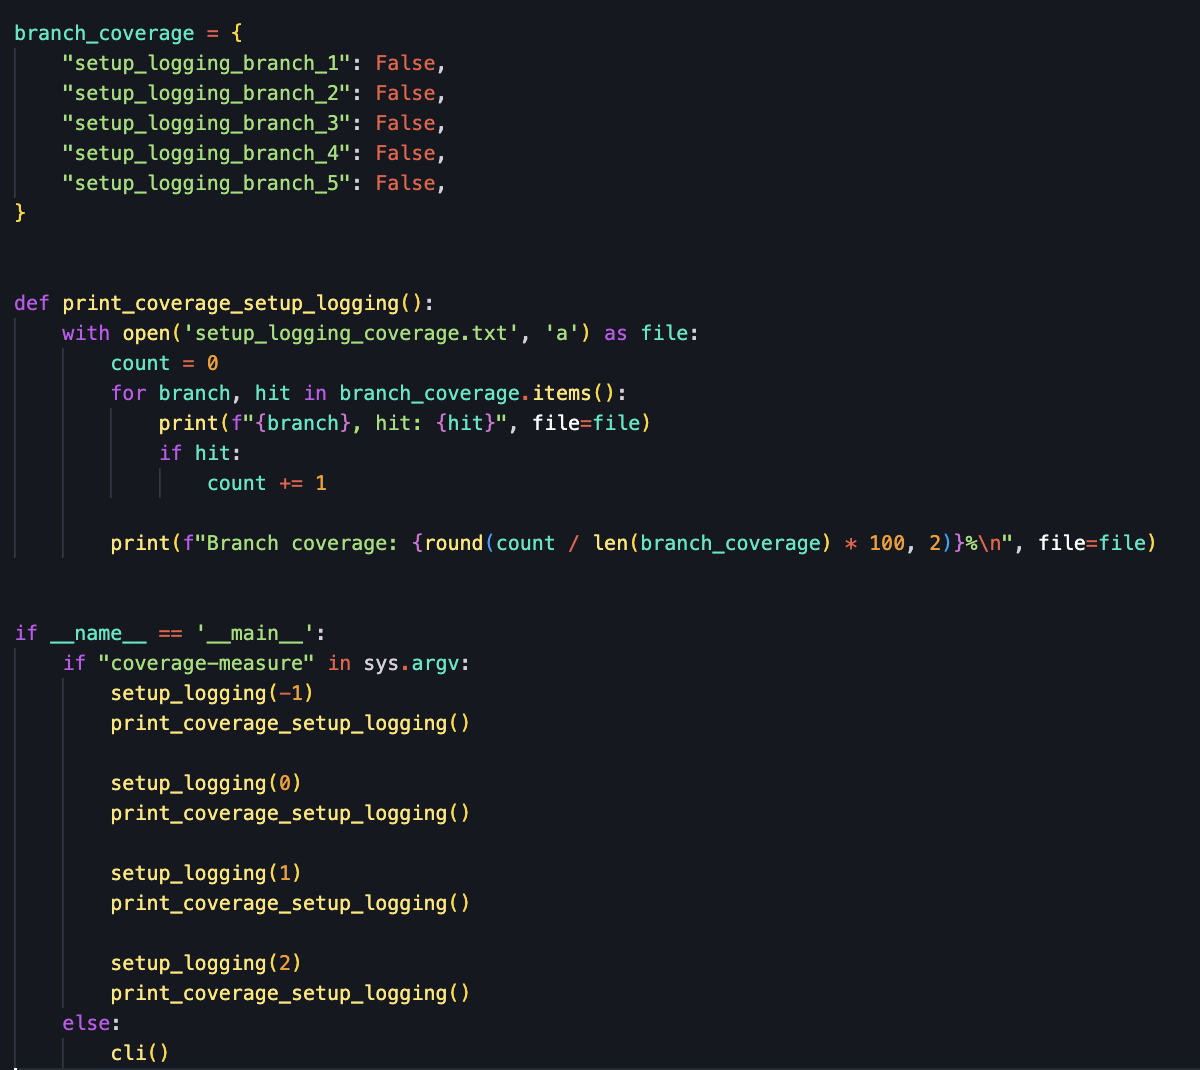 branch_coverage = {
    "setup_logging_branch_1": False,
    "setup_logging_branch_2": False,
    "setup_logging_branch_3": False,
    "setup_logging_branch_4": False,
    "setup_logging_branch_5": False,
}
def print_coverage_setup_logging():
    with open('setup_logging_coverage.txt', 'a') as file:
        count = 0
        for branch, hit in branch_coverage.items():
            print(f"{branch}, hit: {hit}", file=file)
            if hit:
                count += 1
        print(f"Branch coverage: {round(count / len(branch_coverage) * 100, 2)}%\n", file=file)
if __name__ == '__main__':
    if "coverage-measure" in sys.argv:
        setup_logging(-1)
        print_coverage_setup_logging()
        setup_logging(0)
        print_coverage_setup_logging()
        setup_logging(1)
        print_coverage_setup_logging()
        setup_logging(2)
        print_coverage_setup_logging()
    else:
        cli()